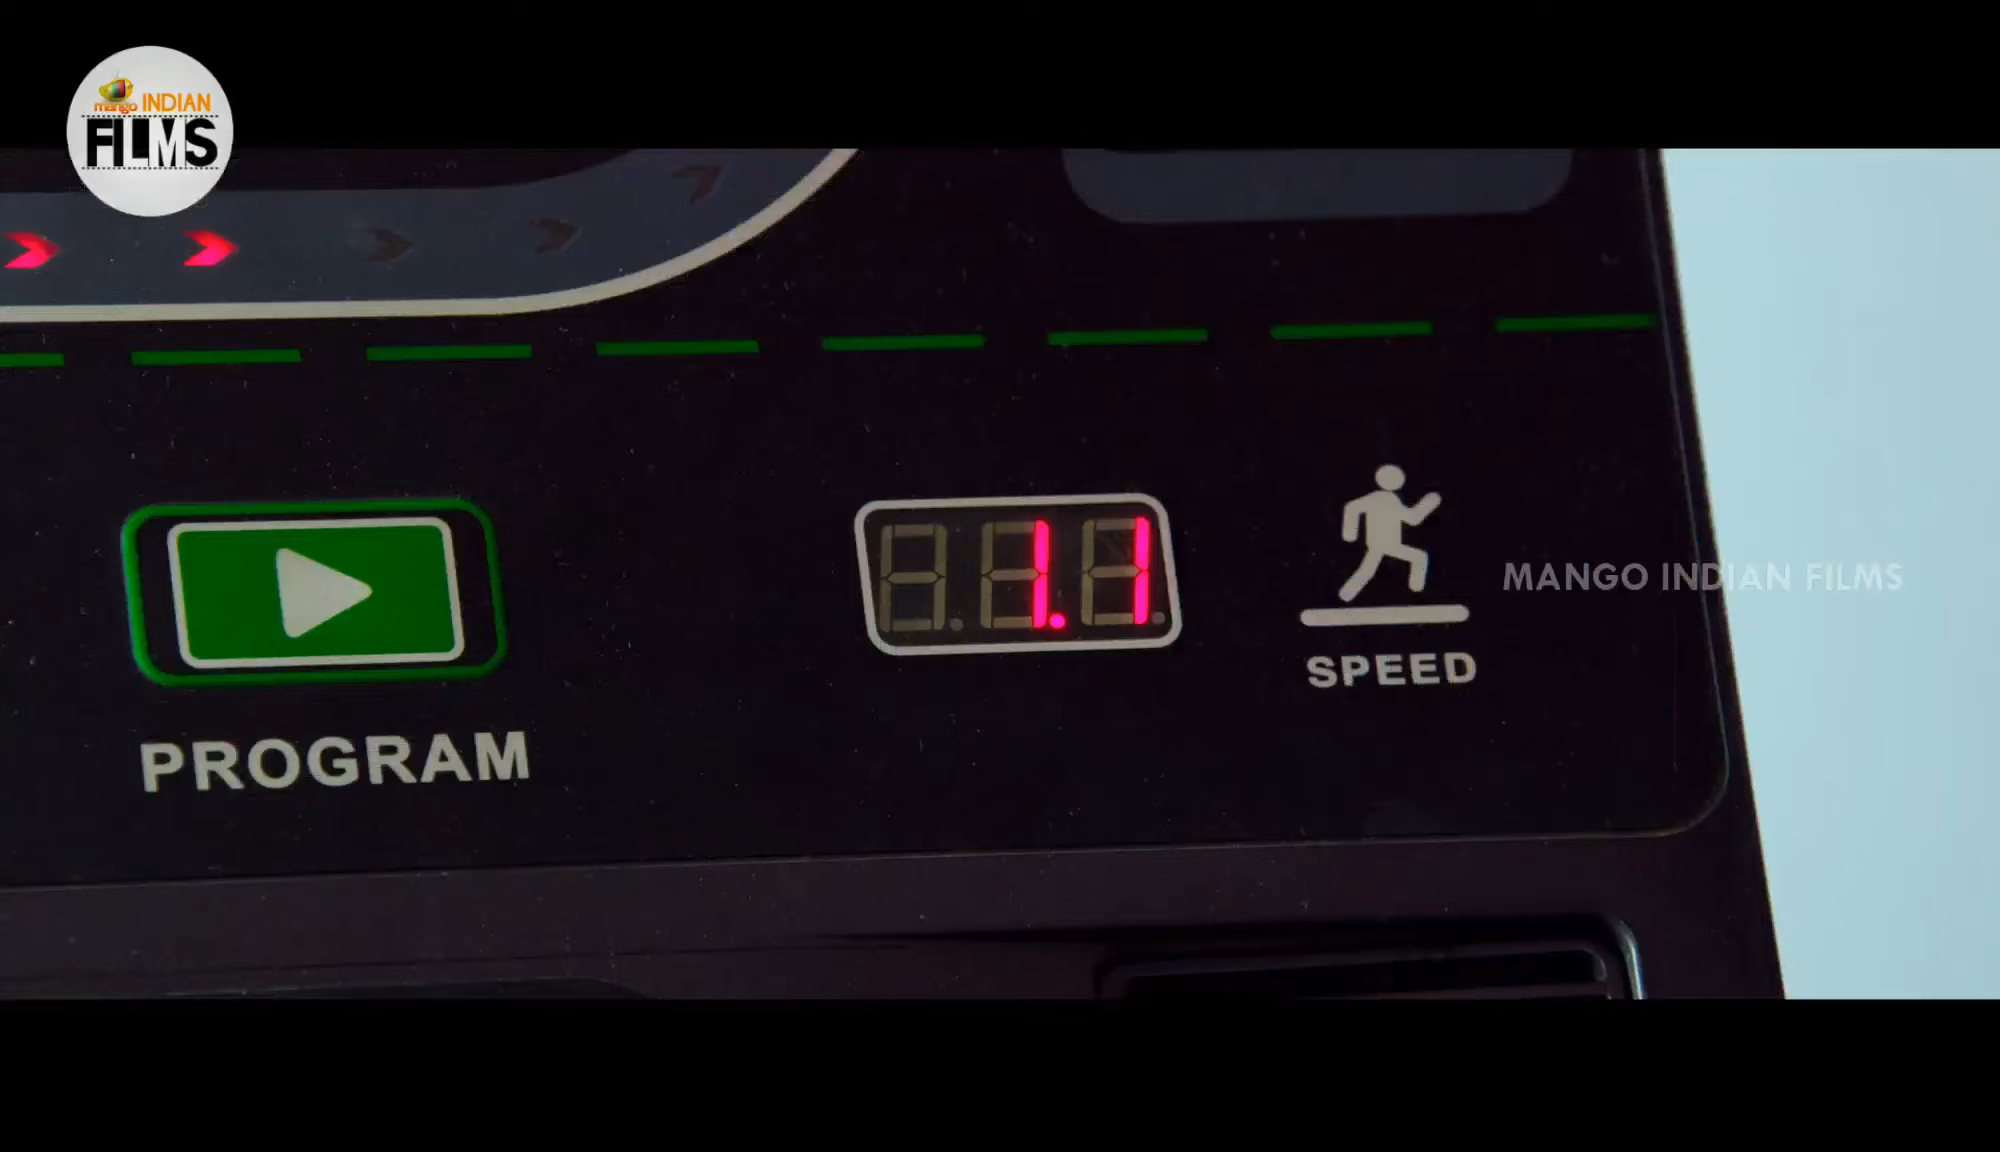 mango INDIAN
FILMS
1.1
MANGO INDIAN FILMS
SPEED
PROGRAM